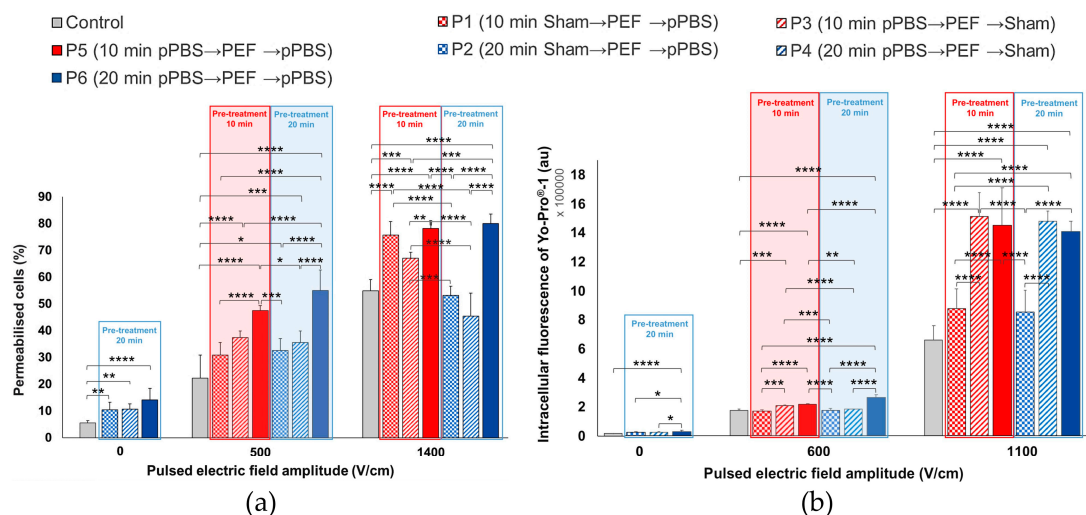 Control
P5 (10 min pPBS→PEF →pPBS)
P6 (20 min pPBS→PEF →pPBS)
P1 (10 min Sham→PEF →pPBS)
P2 (20 min Sham→PEF →pPBS)
P3 (10 min pPBS→PEF →Sham)
P4 (20 min pPBS→PEF →Sham)
Permeabilised cells (%)
90
80
70
60
50
40
30
20
10
0
Pre-treatment
20 min
Pre-treatment
10 min
Pre-treatment
20 min
Pre-treatment
10 min
Pre-treatment
20 min
****
**
**
****
****
***
****
****
*
****
****
*
****
****
***
****
***
***
****
****
****
****
****
****
****
**
****
****
***
0
500
1400
Pulsed electric field amplitude (V/cm)
(a)
Intracellular fluorescence of Yo-Pro®-1 (au)
x 100000
18
16
14
12
10
8
6
4
2
0
Pre-treatment
20 min
Pre-treatment
10 min
Pre-treatment
20 min
Pre-treatment
10 min
Pre-treatment
20 min
****
*
*
****
****
***
**
****
***
****
****
****
***
****
****
****
****
****
****
****
****
****
****
****
****
****
****
0
600
1100
Pulsed electric field amplitude (V/cm)
(b)